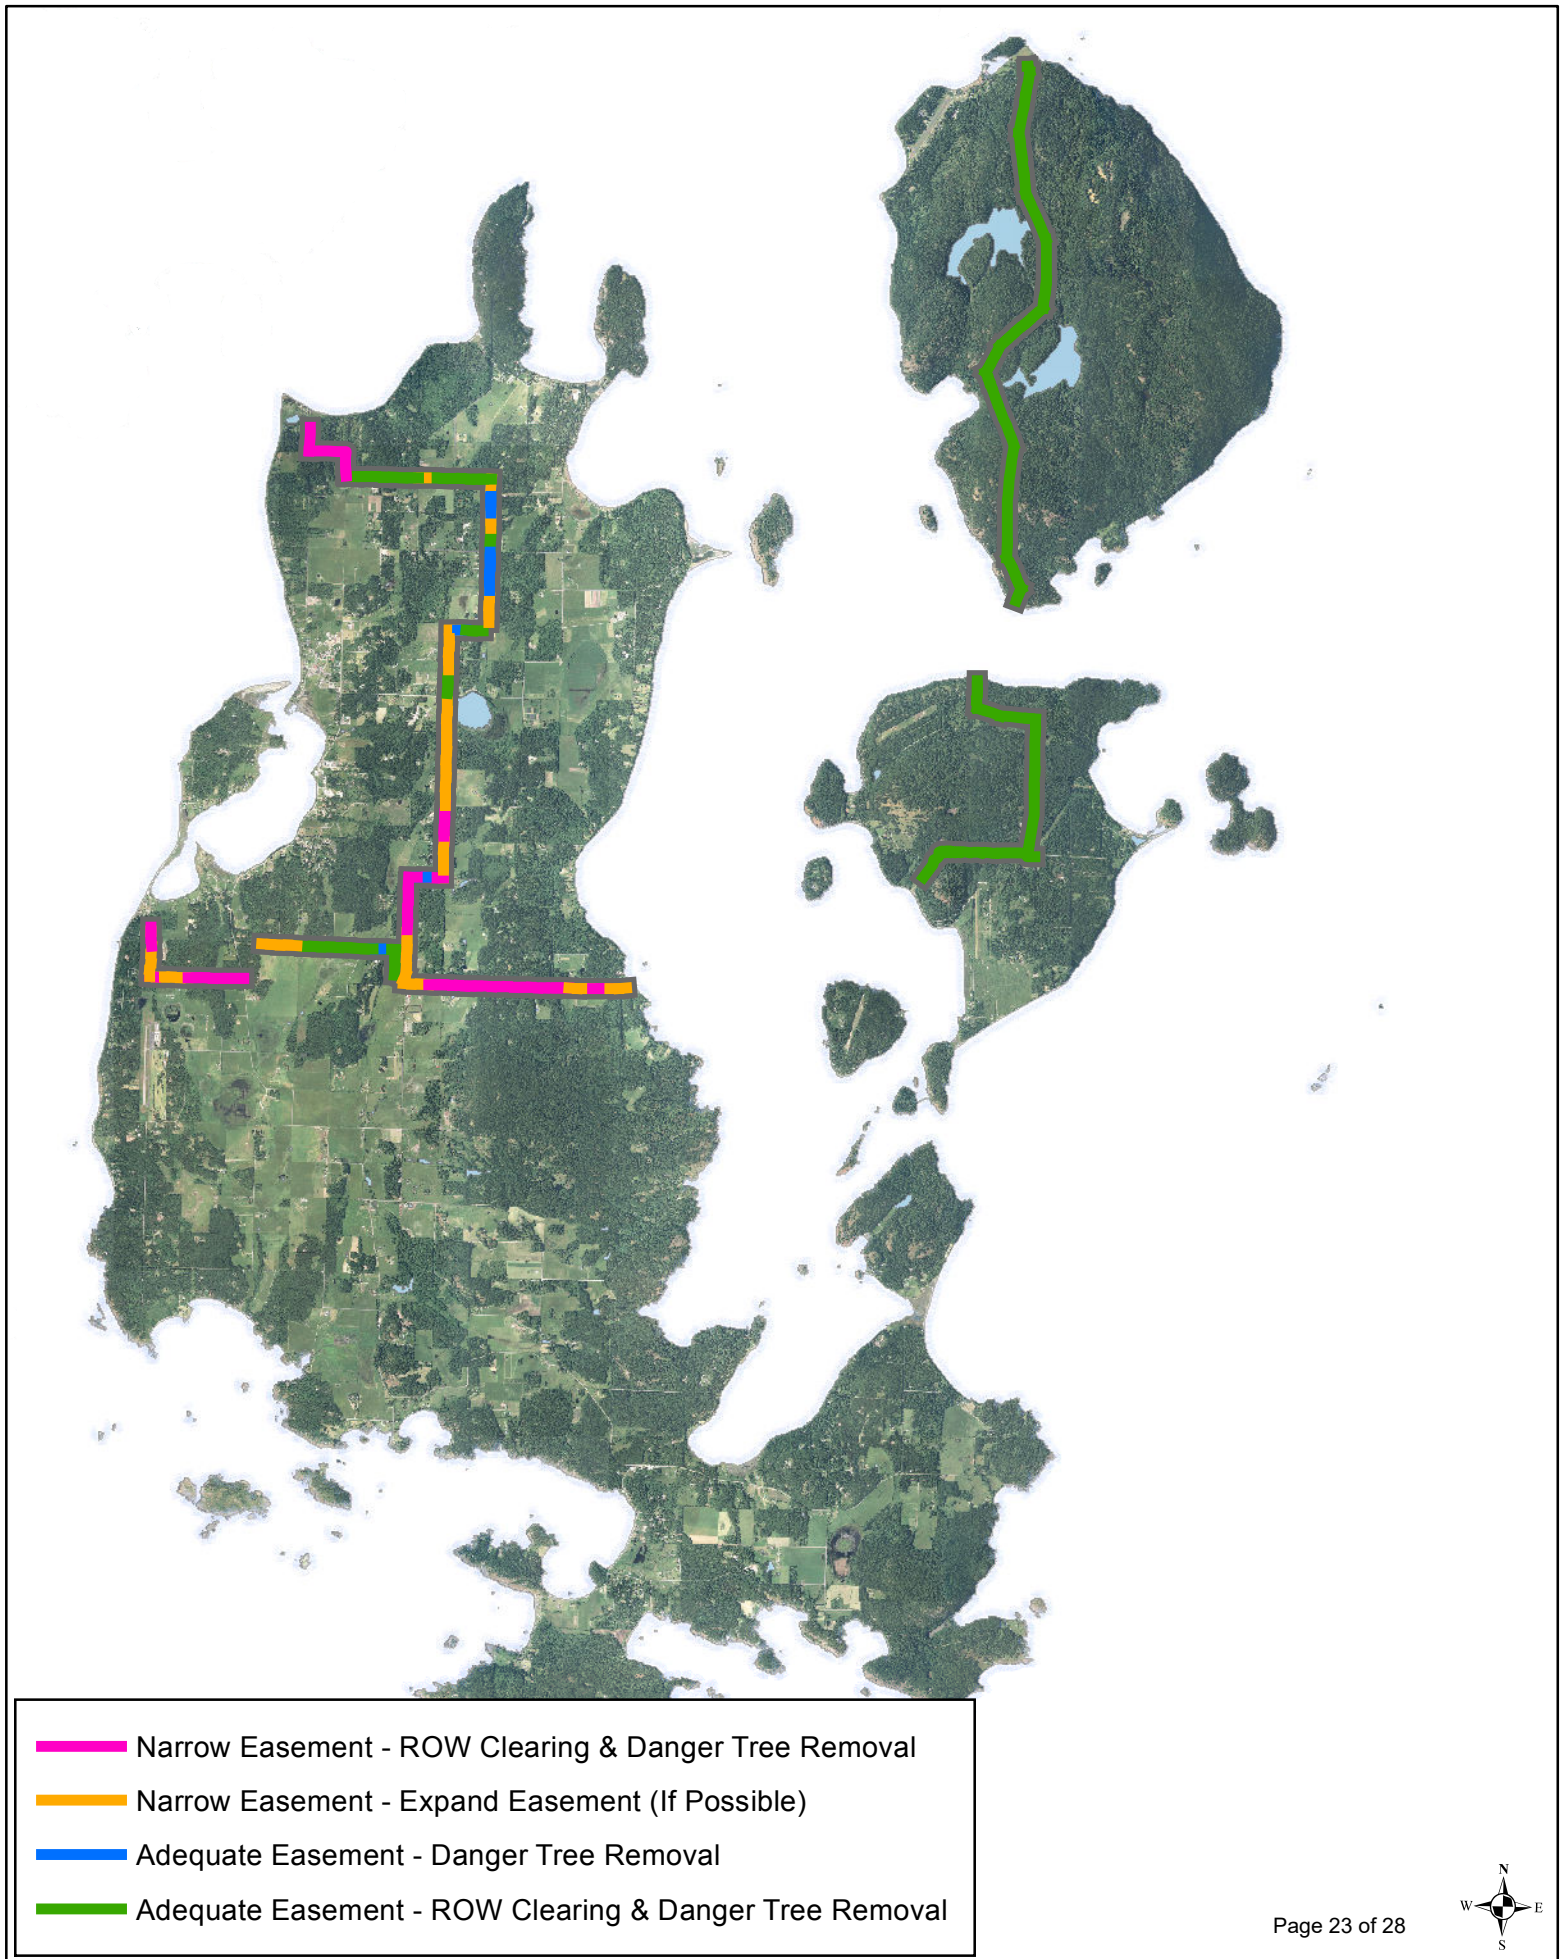 Narrow Easement - ROW Clearing & Danger Tree Removal
Narrow Easement - Expand Easement (If Possible)
Adequate Easement - Danger Tree Removal
Adequate Easement - ROW Clearing & Danger Tree Removal
Page 23 of 28
N
W E
S